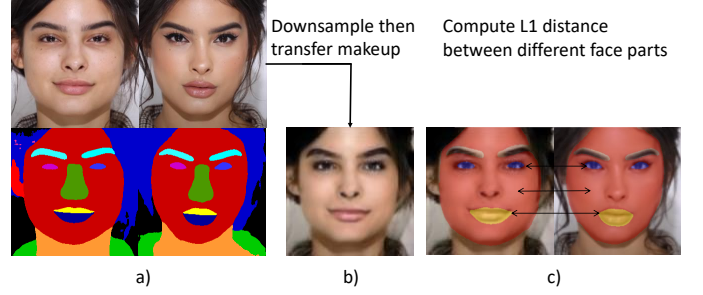 Downsample then
transfer makeup
Compute L1 distance
between different face parts
a)
b)
c)